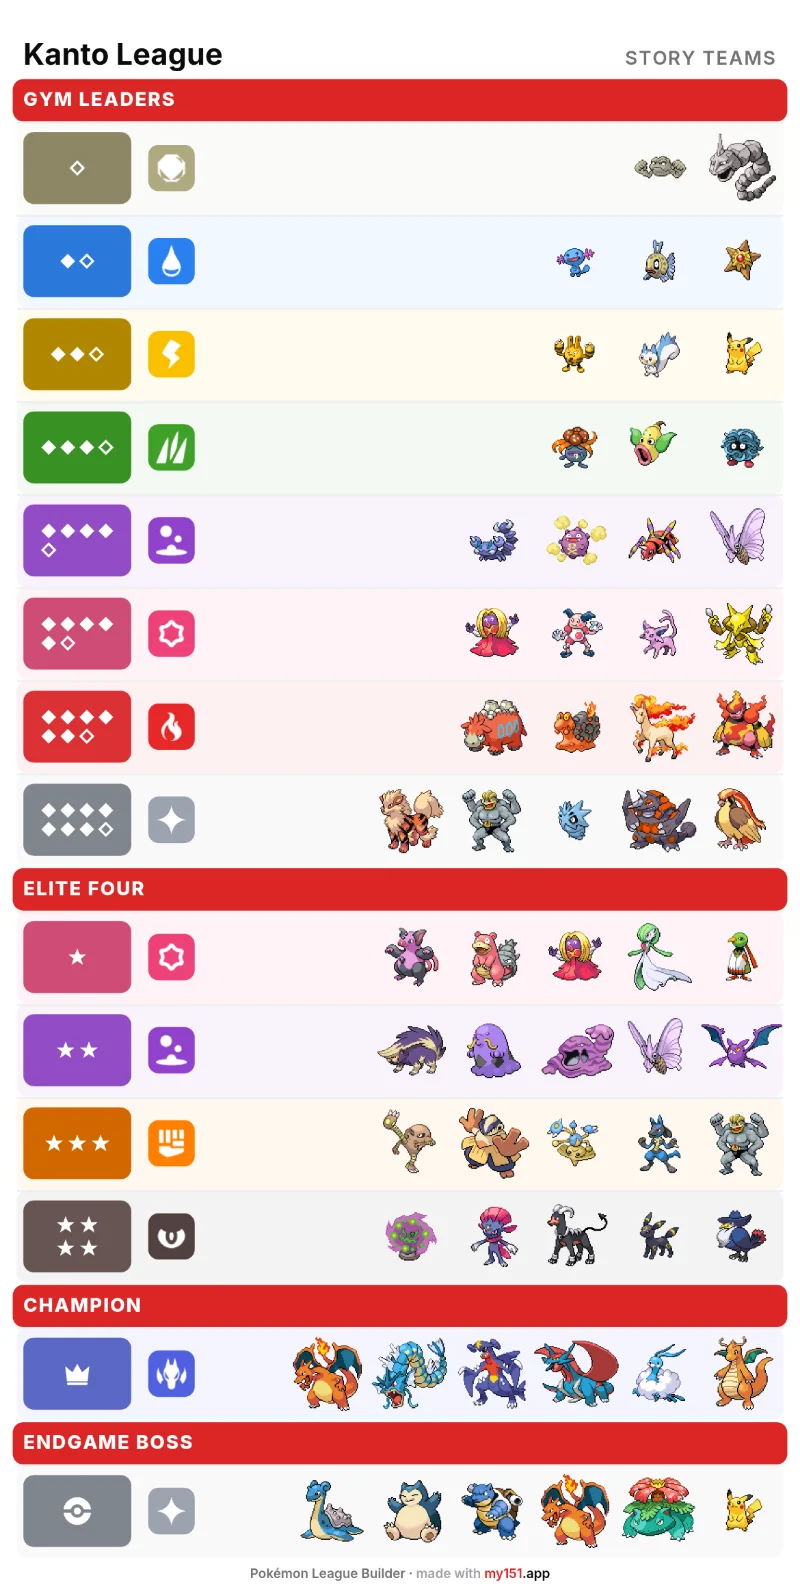 Kanto League
STORY TEAMS
GYM LEADERS
ELITE FOUR
CHAMPION
ENDGAME BOSS
Pokémon League Builder · made with my151.app